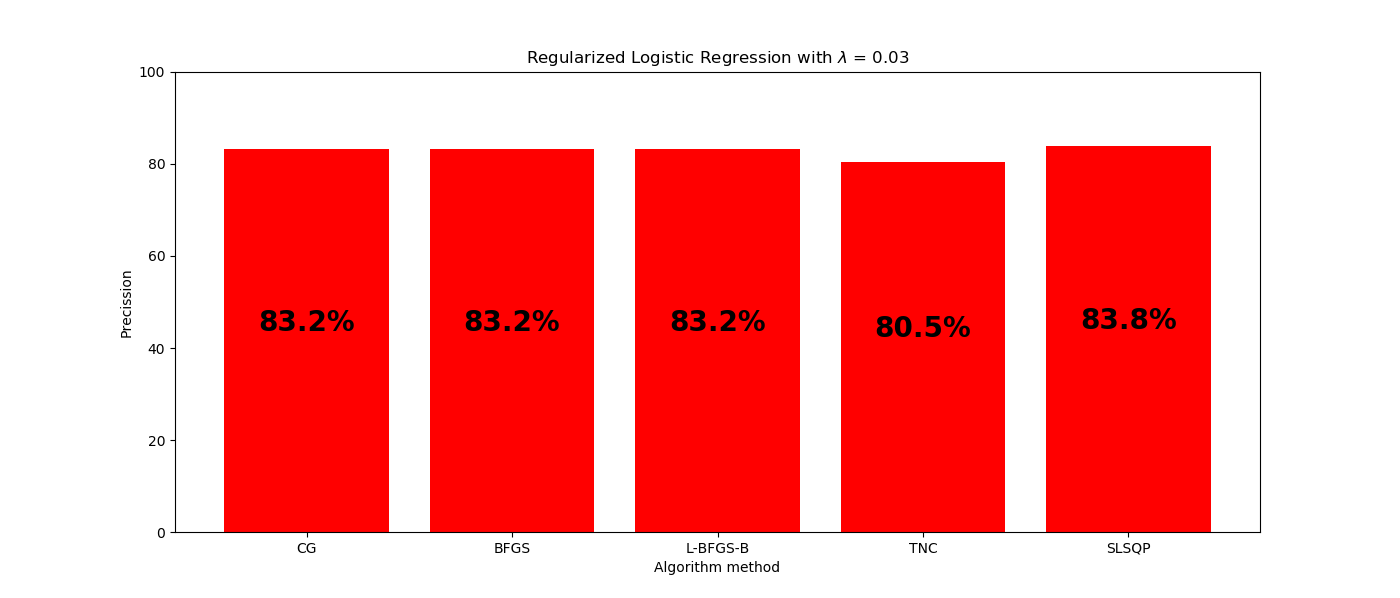 Regularized Logistic Regression with λ = 0.03
100
80
60
40
20
0
Precission
83.2%
83.2%
83.2%
80.5%
83.8%
CG
BFGS
L-BFGS-B
TNC
SLSQP
Algorithm method